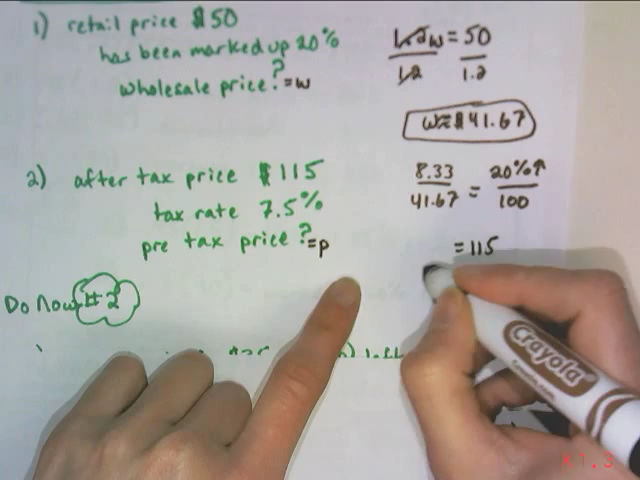 1) retail price $50
has been marked up 20%
wholesale price? = w
1.2w = 50
1.2 1.2
w≈$41.67
2) after tax price $115
tax rate 7.5%
pre tax price? = p
8.33 = 20%↑
41.67 100
= 115
Do Now #2
Crayola
x1.3